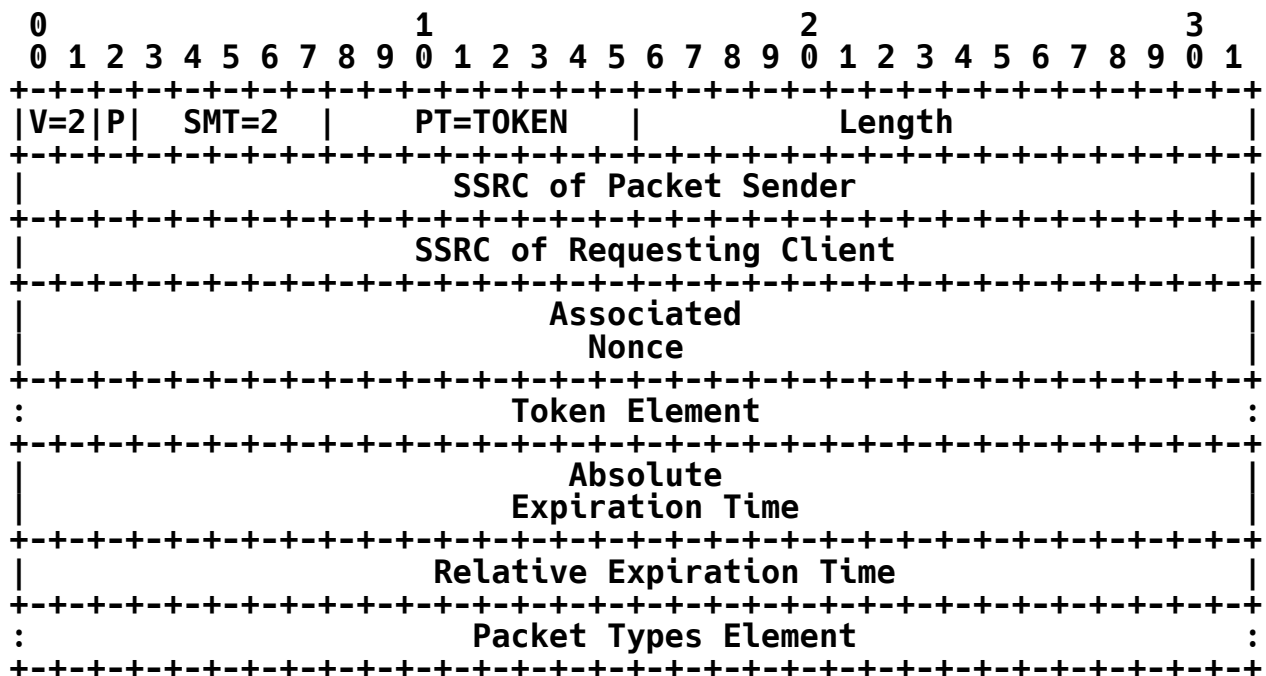 0                   1                   2                   3
 0 1 2 3 4 5 6 7 8 9 0 1 2 3 4 5 6 7 8 9 0 1 2 3 4 5 6 7 8 9 0 1
+-+-+-+-+-+-+-+-+-+-+-+-+-+-+-+-+-+-+-+-+-+-+-+-+-+-+-+-+-+-+-+-+
|V=2|P|  SMT=2  |    PT=TOKEN   |          Length               |
+-+-+-+-+-+-+-+-+-+-+-+-+-+-+-+-+-+-+-+-+-+-+-+-+-+-+-+-+-+-+-+-+
|                      SSRC of Packet Sender                    |
+-+-+-+-+-+-+-+-+-+-+-+-+-+-+-+-+-+-+-+-+-+-+-+-+-+-+-+-+-+-+-+-+
|                    SSRC of Requesting Client                  |
+-+-+-+-+-+-+-+-+-+-+-+-+-+-+-+-+-+-+-+-+-+-+-+-+-+-+-+-+-+-+-+-+
|                           Associated                          |
|                             Nonce                             |
+-+-+-+-+-+-+-+-+-+-+-+-+-+-+-+-+-+-+-+-+-+-+-+-+-+-+-+-+-+-+-+-+
:                         Token Element                         :
+-+-+-+-+-+-+-+-+-+-+-+-+-+-+-+-+-+-+-+-+-+-+-+-+-+-+-+-+-+-+-+-+
|                            Absolute                           |
|                         Expiration Time                       |
+-+-+-+-+-+-+-+-+-+-+-+-+-+-+-+-+-+-+-+-+-+-+-+-+-+-+-+-+-+-+-+-+
|                     Relative Expiration Time                  |
+-+-+-+-+-+-+-+-+-+-+-+-+-+-+-+-+-+-+-+-+-+-+-+-+-+-+-+-+-+-+-+-+
:                       Packet Types Element                    :
+-+-+-+-+-+-+-+-+-+-+-+-+-+-+-+-+-+-+-+-+-+-+-+-+-+-+-+-+-+-+-+-+